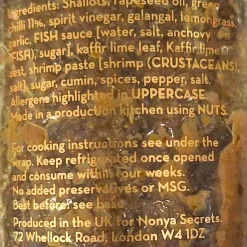 Ingredients: Shallots, rapeseed oil, green
chilli 11%, spirit vinegar, galangal, lemongrass,
garlic. FISH sauce [water, salt, anchovy
(FISH), sugar], kaffir lime leaf, Kaffir lime
zest, shrimp paste [shrimp (CRUSTACEANS)
salt], sugar, cumin, spices, pepper, salt.
Allergens highlighted in UPPERCASE.
Made in a production kitchen using NUTS.
For cooking instructions see under the
wrap. Keep refrigerated once opened
and consume within four weeks.
No added preservatives or MSG.
Best before: see base
Produced in the UK for Nonya Secrets.
72 Whellock Road, London W4 1DZ